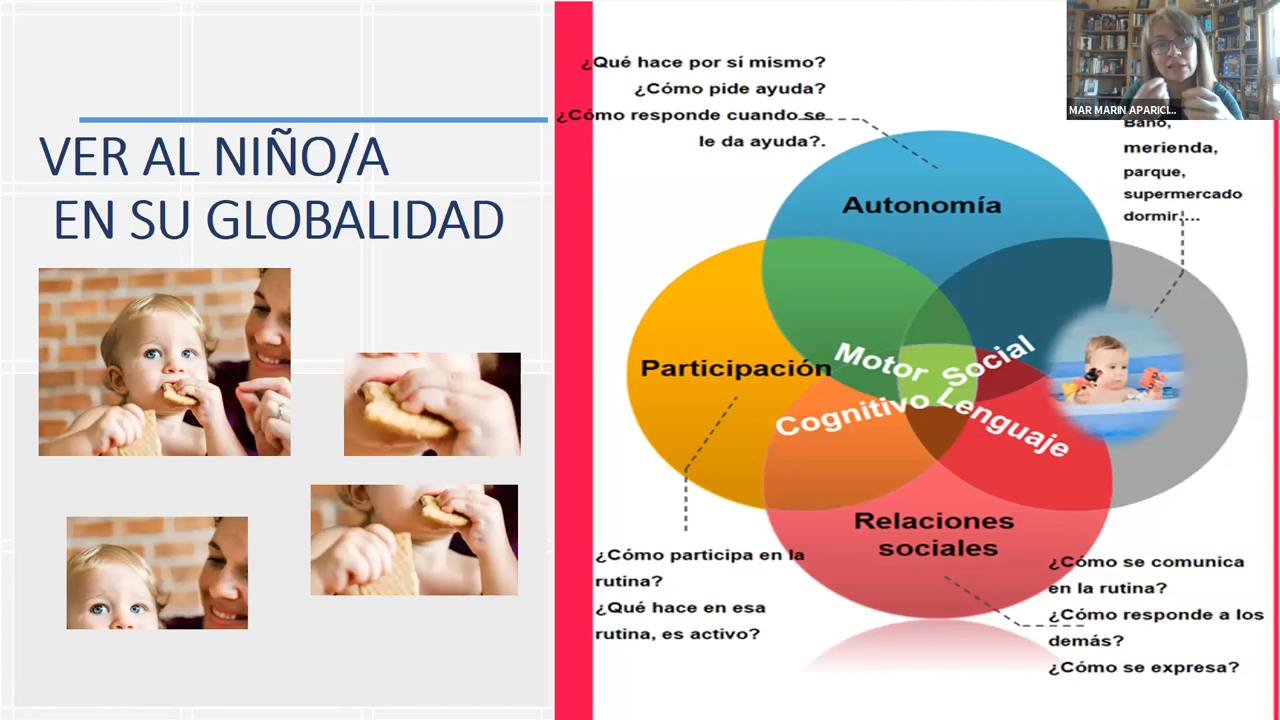 VER AL NIÑO/A
EN SU GLOBALIDAD
¿Qué hace por sí mismo?
¿Cómo pide ayuda?
¿Cómo responde cuando se
le da ayuda?.
MAR MARIN APARICI...
Baño,
merienda,
parque,
supermercado
dormir,...
Autonomía
Participación
Motor
Social
Cognitivo
Lenguaje
Relaciones
sociales
¿Cómo participa en la
rutina?
¿Qué hace en esa
rutina, es activo?
¿Cómo se comunica
en la rutina?
¿Cómo responde a los
demás?
¿Cómo se expresa?